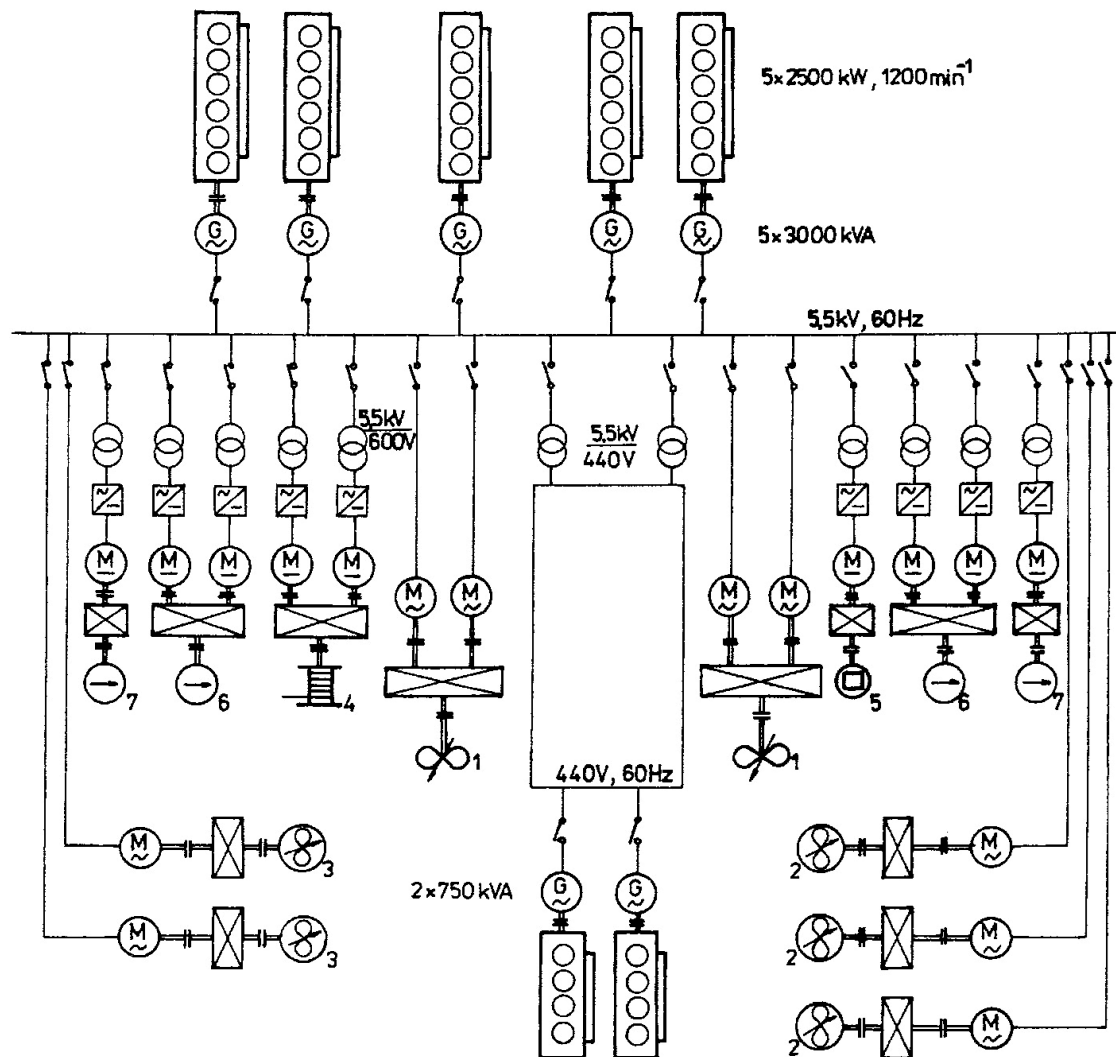 5×2500 kW, 1200 min⁻¹
G G G G G
5×3000 kVA
5,5kV, 60Hz
5,5kV
600V
5,5kV
440V
M M M M M M M M
M M M M M
7 6 4 5 6 7
1 1
440V, 60Hz
M 3 2 M
2×750 kVA G G
M 3 2 M
2 M